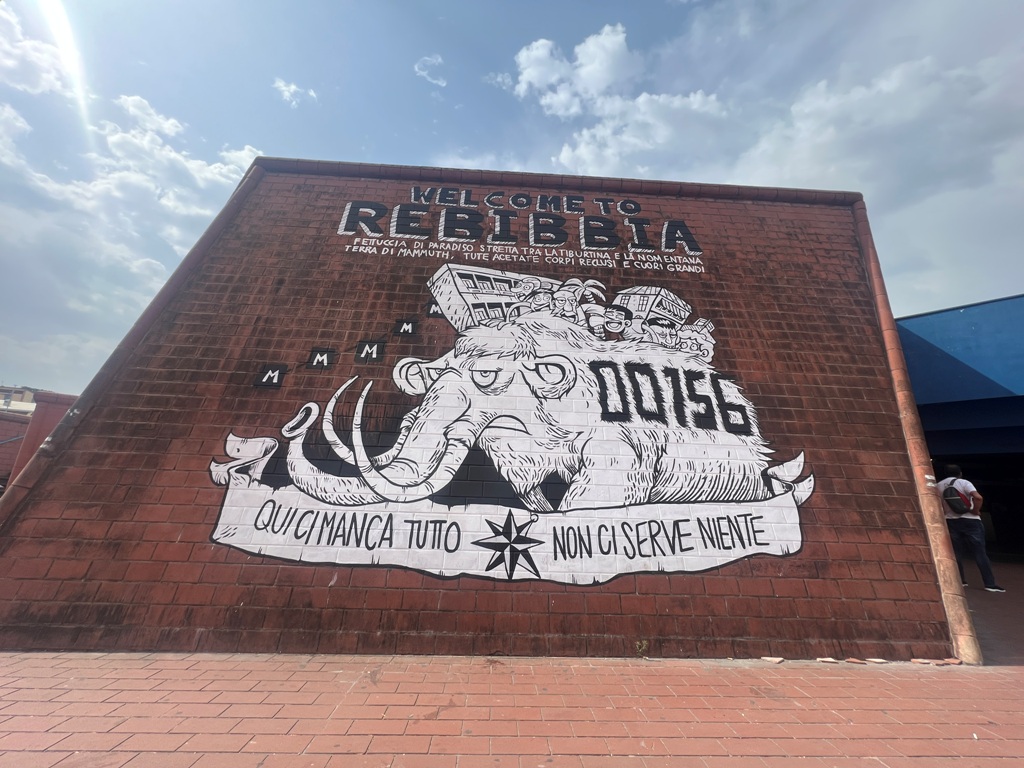 WELCOME TO
REBIBBIA
FETTUCCIA DI PARADISO STRETTA TRA LA TIBURTINA E LA NOMENTANA
TERRA DI MAMMUTH, TUTE ACETATE CORPI RECLUSI E CUORI GRANDI
M
M
M
M
M
00156
QUI CI MANCA TUTTO NON CI SERVE NIENTE